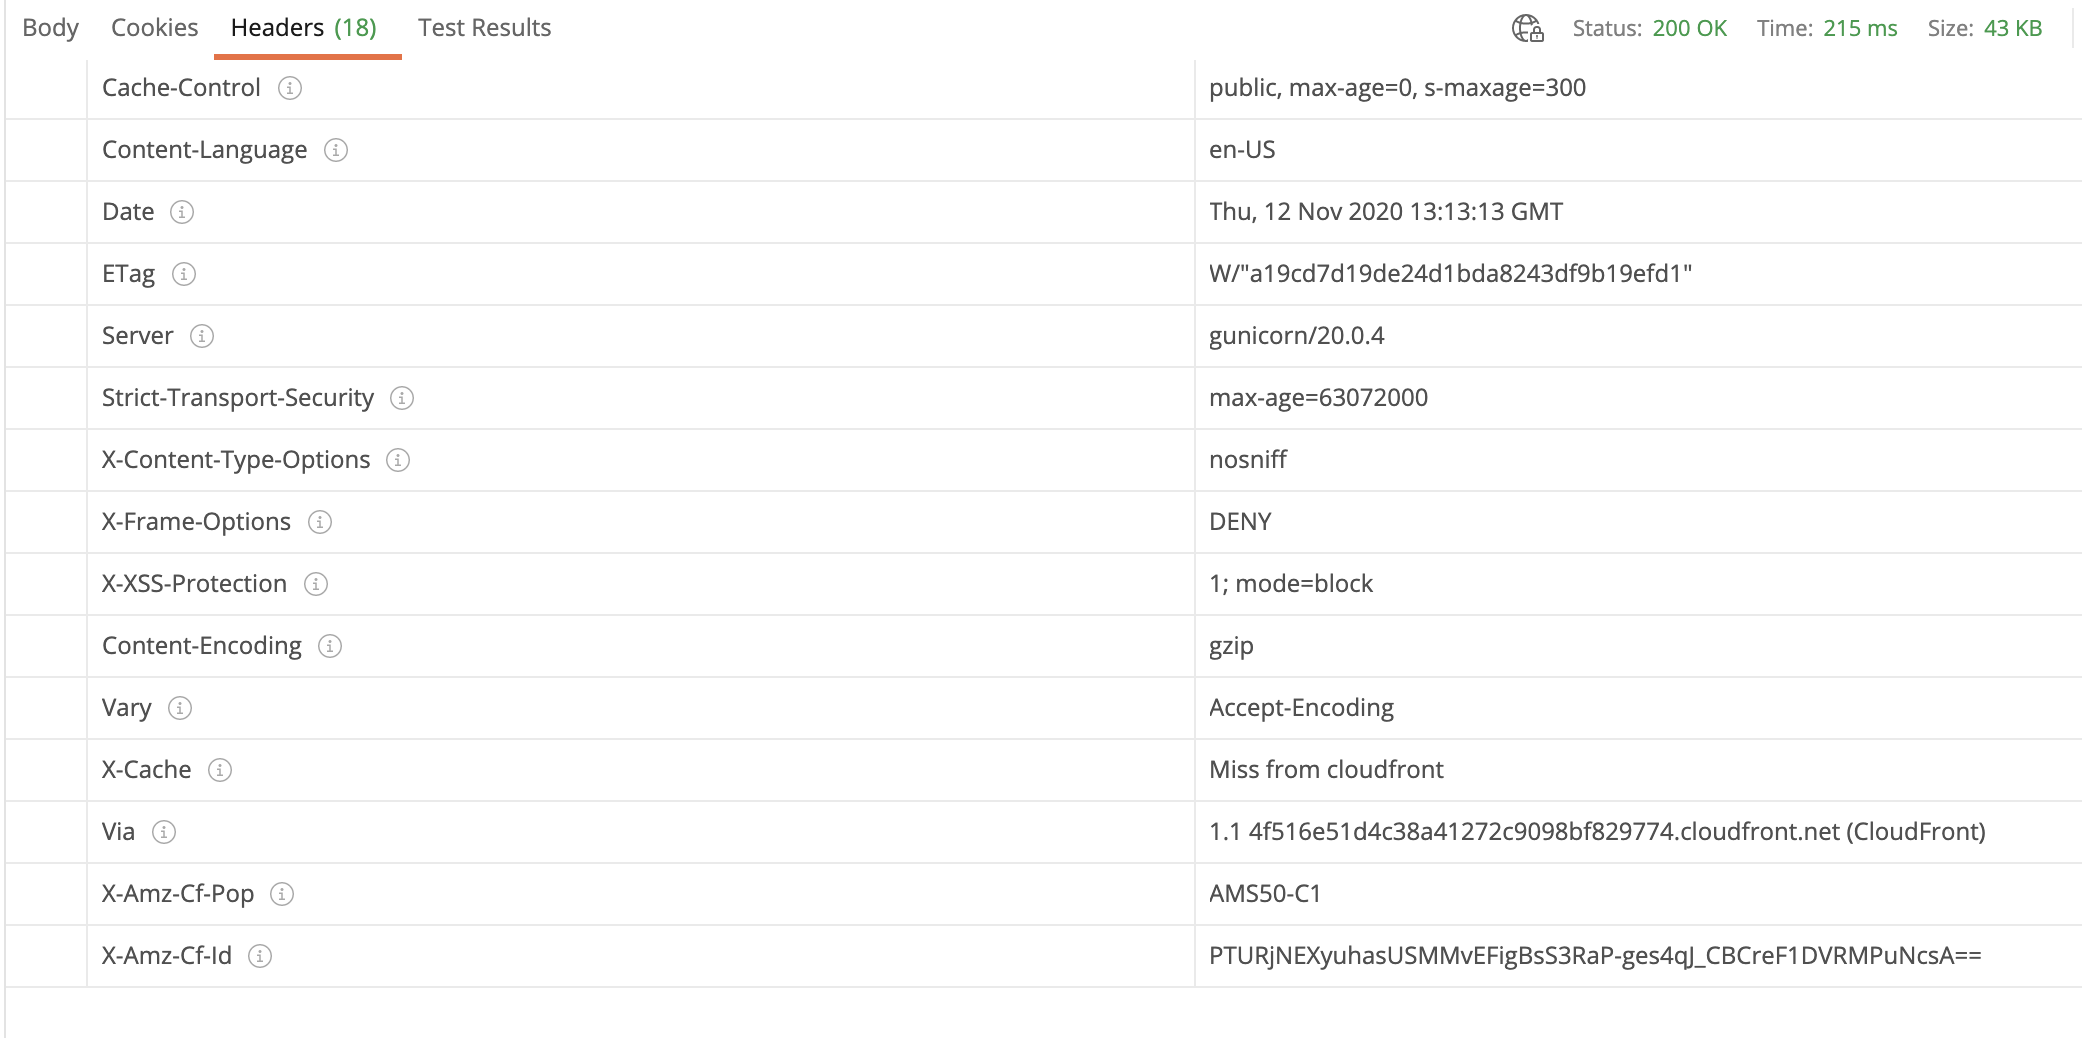 Body Cookies Headers (18) Test Results Status: 200 OK Time: 215 ms Size: 43 KB
Cache-Control public, max-age=0, s-maxage=300
Content-Language en-US
Date Thu, 12 Nov 2020 13:13:13 GMT
ETag W/"a19cd7d19de24d1bda8243df9b19efd1"
Server gunicorn/20.0.4
Strict-Transport-Security max-age=63072000
X-Content-Type-Options nosniff
X-Frame-Options DENY
X-XSS-Protection 1; mode=block
Content-Encoding gzip
Vary Accept-Encoding
X-Cache Miss from cloudfront
Via 1.1 4f516e51d4c38a41272c9098bf829774.cloudfront.net (CloudFront)
X-Amz-Cf-Pop AMS50-C1
X-Amz-Cf-Id PTURjNEXyuhasUSMMvEFigBsS3RaP-ges4qJ_CBCreF1DVRMPuNcsA==